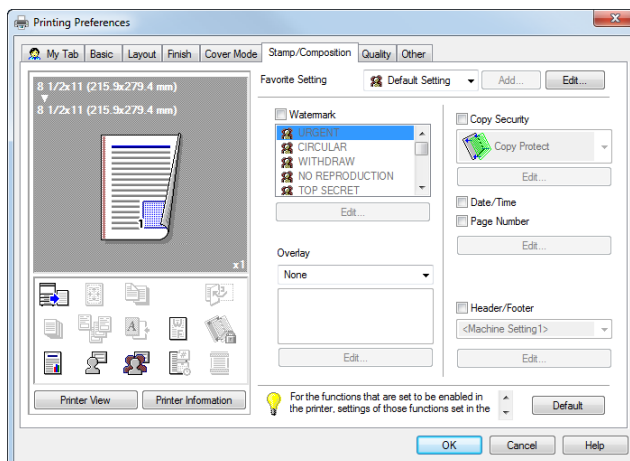 Printing Preferences
My Tab Basic Layout Finish Cover Mode Stamp/Composition Quality Other
8 1/2x11 (215.9x279.4 mm)
8 1/2x11 (215.9x279.4 mm)
1
x1
Printer View Printer Information
Favorite Setting Default Setting Add... Edit...
Watermark
URGENT
CIRCULAR
WITHDRAW
NO REPRODUCTION
TOP SECRET
Edit...
Overlay
None
Edit...
Copy Security
Copy Protect
Edit...
Date/Time
Page Number
Edit...
Header/Footer
<Machine Setting1>
Edit...
For the functions that are set to be enabled in
the printer, settings of those functions set in the
Default
OK Cancel Help